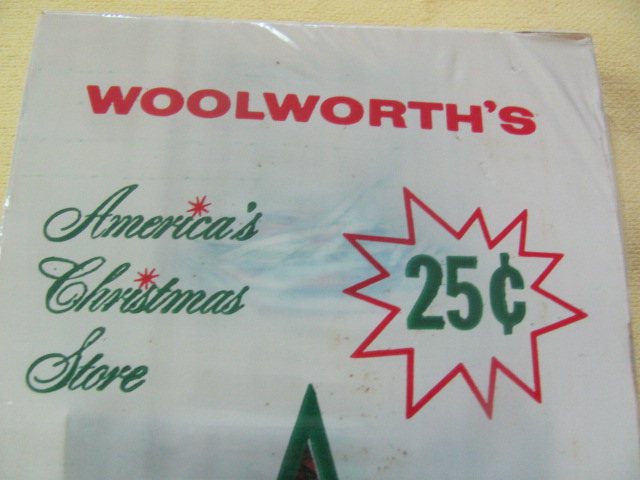 WOOLWORTH'S
America's
Christmas
Store
25¢